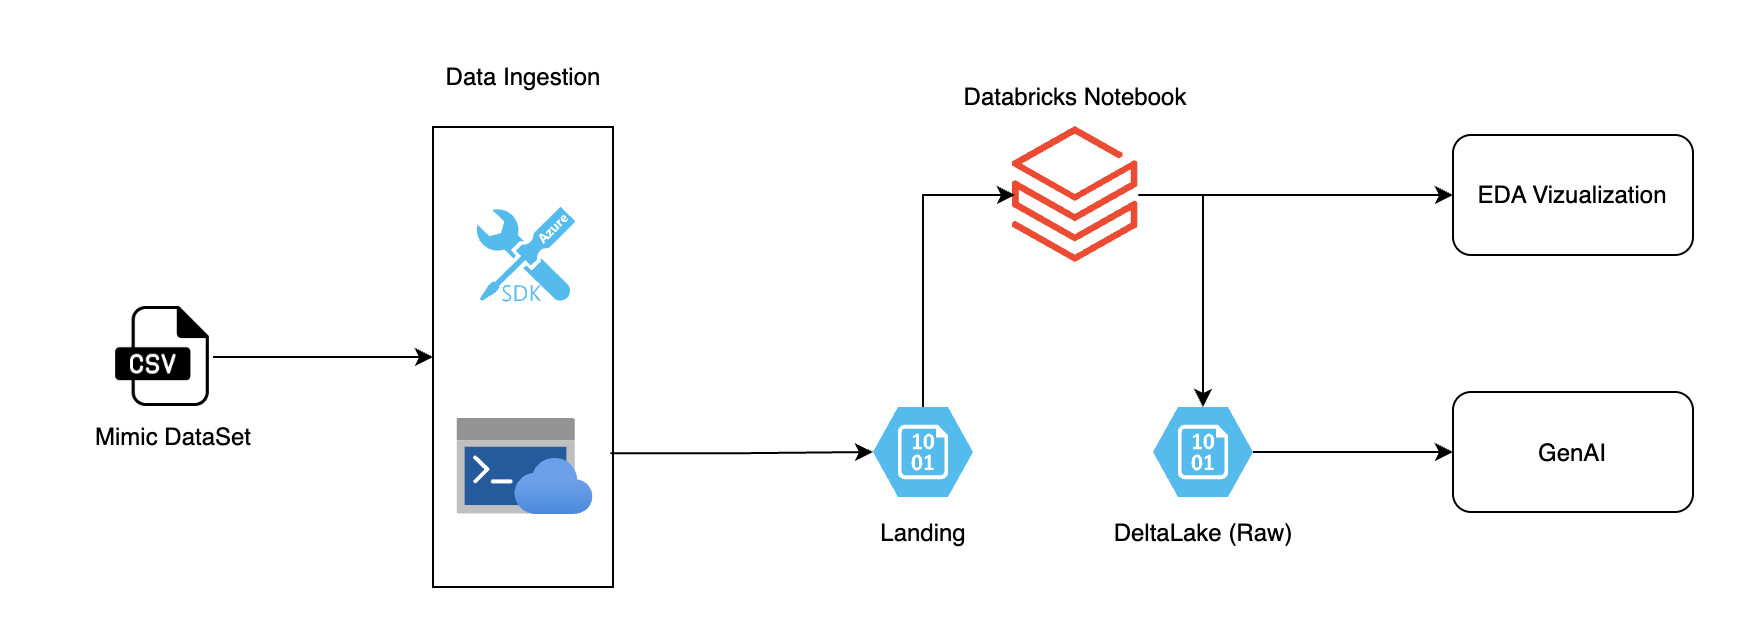 Data Ingestion
Databricks Notebook
Azure
SDK
EDA Vizualization
CSV
Mimic DataSet
>_
10
01
10
01
GenAI
Landing
DeltaLake (Raw)